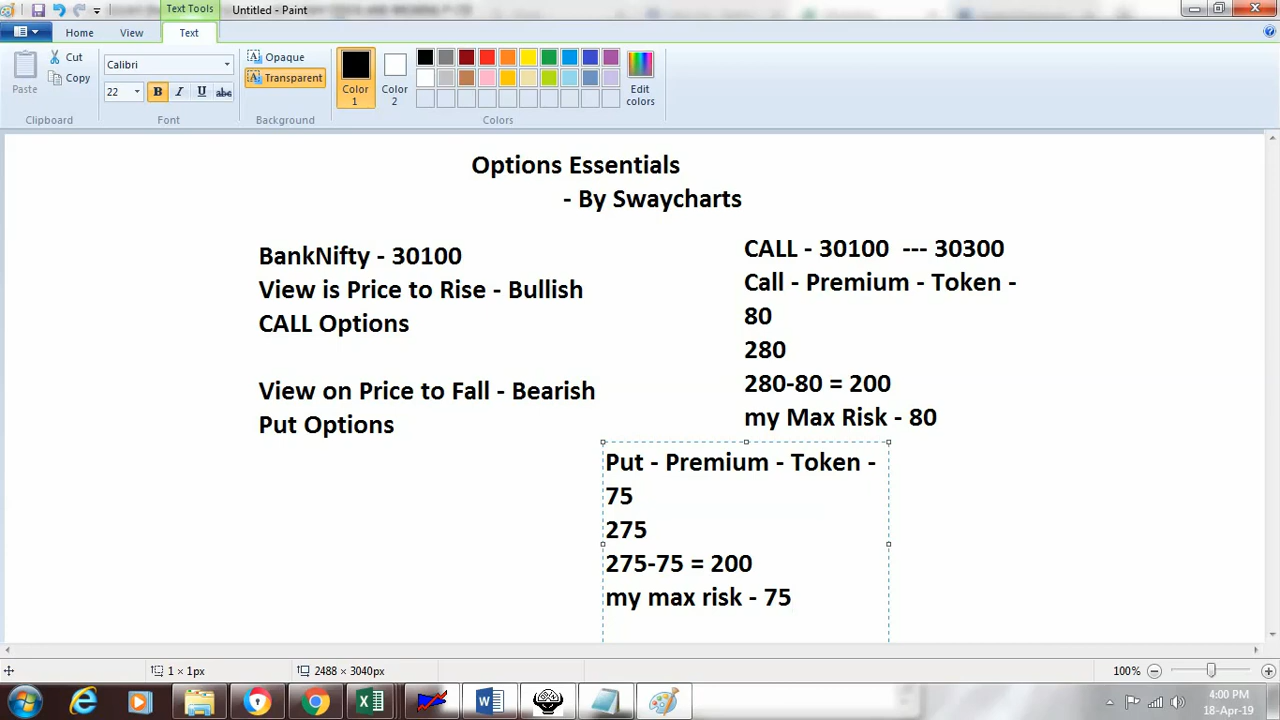 Text Tools
Untitled - Paint
Home
View
Text
Paste
Cut
Copy
Clipboard
Calibri
22
B I U abc
Font
Opaque
Transparent
Background
Color 1
Color 2
Edit colors
Colors
Options Essentials
- By Swaycharts
BankNifty - 30100
View is Price to Rise - Bullish
CALL Options
View on Price to Fall - Bearish
Put Options
CALL - 30100 --- 30300
Call - Premium - Token -
80
280
280-80 = 200
my Max Risk - 80
Put - Premium - Token -
75
275
275-75 = 200
my max risk - 75
1 × 1px
2488 × 3040px
100%
4:00 PM
18-Apr-19